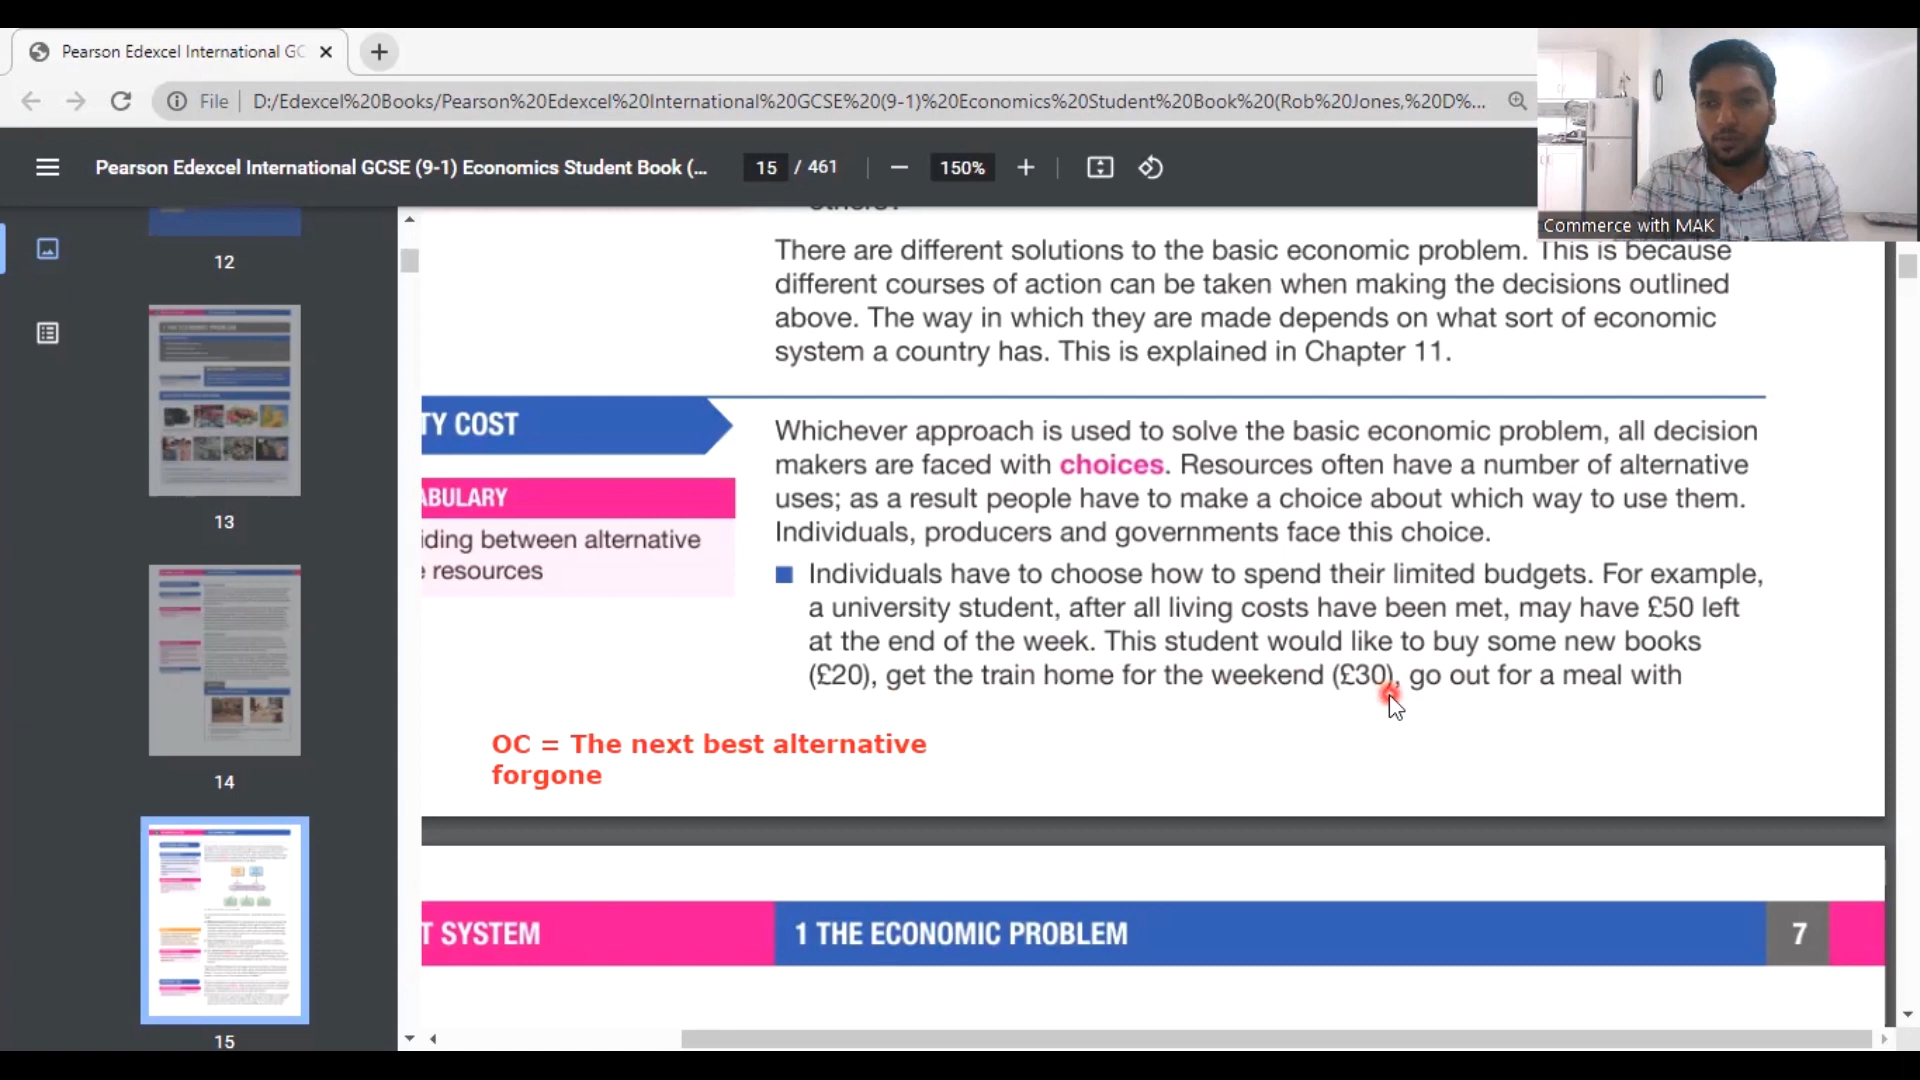 Pearson Edexcel International GC
File
D:/Edexcel%20Books/Pearson%20Edexcel%20International%20GCSE%20(9-1)%20Economics%20Student%20Book%20(Rob%20Jones,%20D%...
Pearson Edexcel International GCSE (9-1) Economics Student Book (...
15 / 461
150%
Commerce with MAK
12
13
14
15
There are different solutions to the basic economic problem. This is because
different courses of action can be taken when making the decisions outlined
above. The way in which they are made depends on what sort of economic
system a country has. This is explained in Chapter 11.
TY COST
Whichever approach is used to solve the basic economic problem, all decision
makers are faced with choices. Resources often have a number of alternative
uses; as a result people have to make a choice about which way to use them.
Individuals, producers and governments face this choice.
ABULARY
iding between alternative
e resources
Individuals have to choose how to spend their limited budgets. For example,
a university student, after all living costs have been met, may have £50 left
at the end of the week. This student would like to buy some new books
(£20), get the train home for the weekend (£30), go out for a meal with
OC = The next best alternative
forgone
T SYSTEM
1 THE ECONOMIC PROBLEM
7